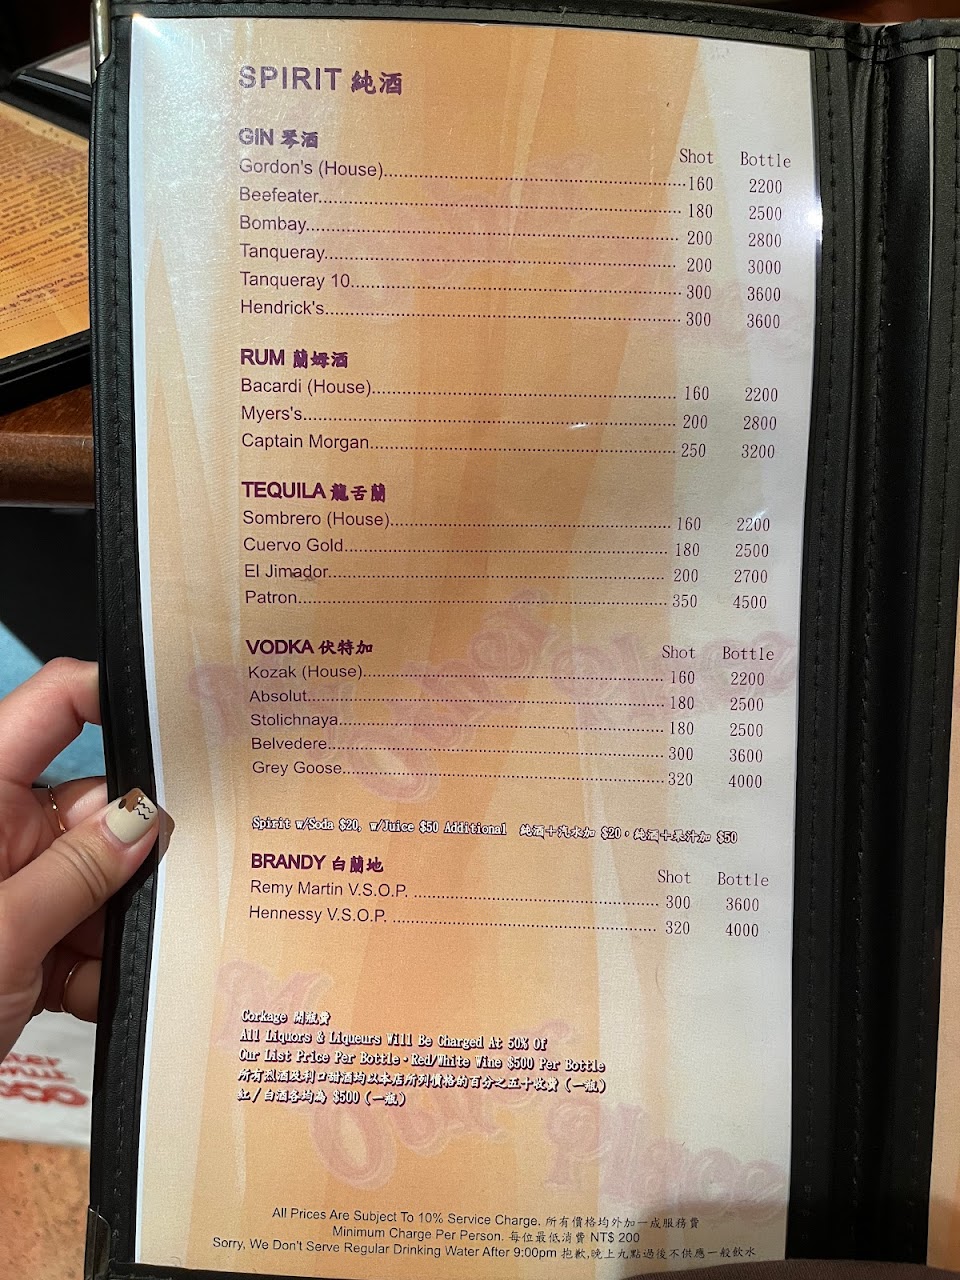 SPIRIT 純酒
GIN 琴酒
Shot Bottle
Gordon's (House)..........160 2200
Beefeater..........180 2500
Bombay..........200 2800
Tanqueray..........200 3000
Tanqueray 10..........300 3600
Hendrick's..........300 3600
RUM 蘭姆酒
Bacardi (House)..........160 2200
Myers's..........200 2800
Captain Morgan..........250 3200
TEQUILA 龍舌蘭
Sombrero (House)..........160 2200
Cuervo Gold..........180 2500
El Jimador..........200 2700
Patron..........350 4500
VODKA 伏特加
Shot Bottle
Kozak (House)..........160 2200
Absolut..........180 2500
Stolichnaya..........180 2500
Belvedere..........300 3600
Grey Goose..........320 4000
Spirit w/Soda $20, w/Juice $50 Additional 純酒+汽水加 $20·純酒+果汁加 $50
BRANDY 白蘭地
Shot Bottle
Remy Martin V.S.O.P. ..........300 3600
Hennessy V.S.O.P. ..........320 4000
Corkage 開瓶費
All Liquors & Liqueurs Will Be Charged At 50% Of
Our List Price Per Bottle·Red/White Wine $500 Per Bottle
所有烈酒及利口甜酒均以本店所列價格的百分之五十收費 (一瓶)
紅/白酒客均為 $500 (一瓶)
All Prices Are Subject To 10% Service Charge. 所有價格均外加一成服務費
Minimum Charge Per Person. 每位最低消費 NT$ 200
Sorry, We Don't Serve Regular Drinking Water After 9:00pm 抱歉,晚上九點過後不供應一般飲水